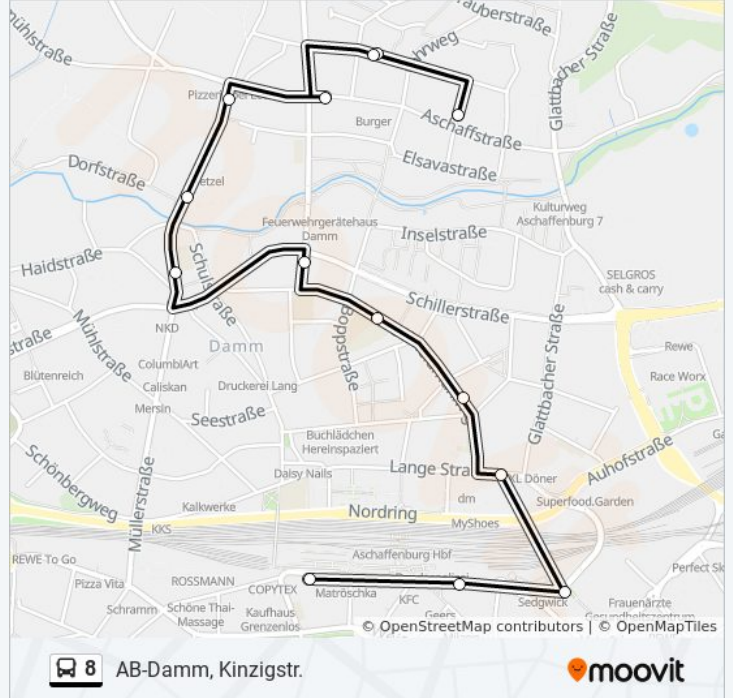 Mühlstraße
auberstraße
hrweg
Glattbacher Straße
Burger
Aschaffstraße
Elsavastraße
Dorfstraße
etzel
Kulturweg
Aschaffenburg 7
Feuerwehrgerätehaus
Damm
Inselstraße
Haidstraße
Schulstraße
SELGROS
cash & carry
Schillerstraße
NKD
straße
Mühlstraße
Damm
Boppstraße
Glattbacher Straße
Rewe
ColumbiArt
Blütenreich
Caliskan
Druckerei Lang
Race Worx
Mersin
Seestraße
Buchlädchen
Hereinspaziert
Auhofstraße
Schönbergweg
Müllerstraße
Daisy Nails
Lange Stra
XL Döner
dm
Superfood.Garden
Kalkwerke
Nordring
MyShoes
KKS
Aschaffenburg Hbf
REWE To Go
Perfect Sk
Pizza Vita
ROSSMANN
COPYTEX
Matröschka
KFC
Sedgwick
Schramm
Schöne Thai-
Massage
Kaufhaus
Grenzenlos
Geers
Frauenärzte
Gesundheitszentrum
© OpenStreetMap contributors | © OpenMapTiles
8 AB-Damm, Kinzigstr.
moovit